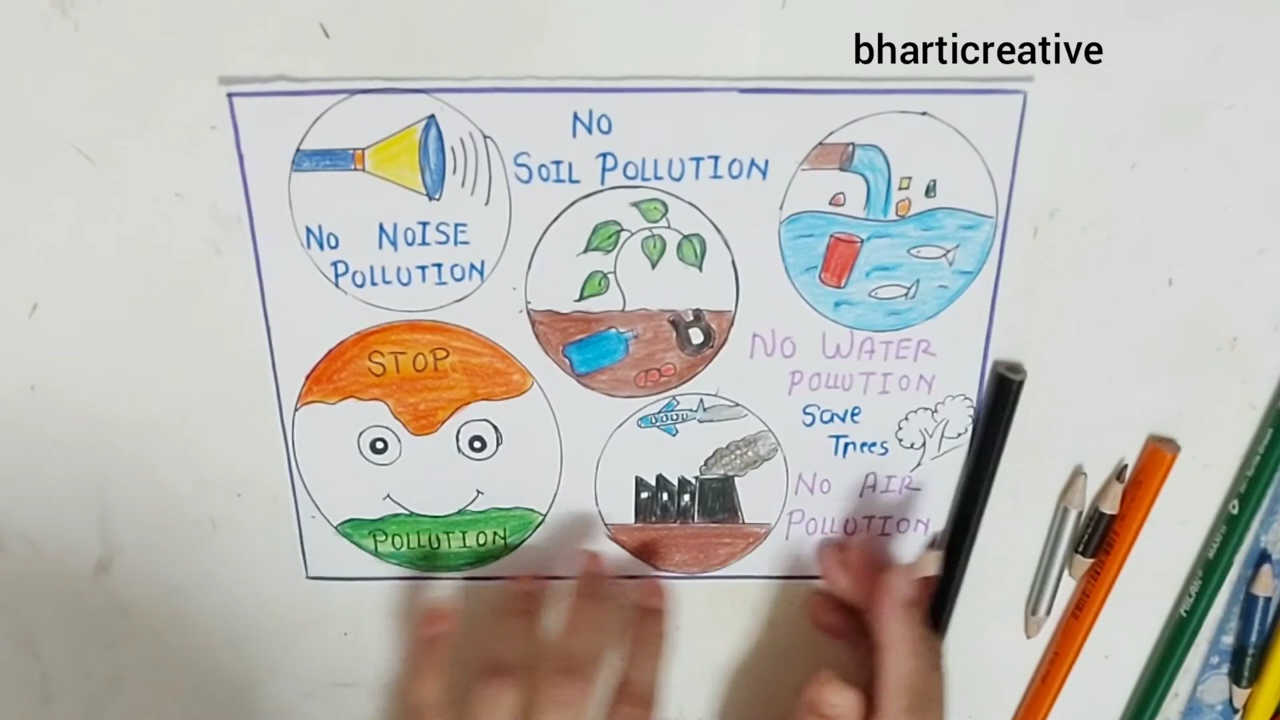 bharticreative
NO
SOIL POLLUTION
NO NOISE
POLLUTION
NO WATER
POLLUTION
Save
Trees
STOP
POLLUTION
NO AIR
POLLUTION